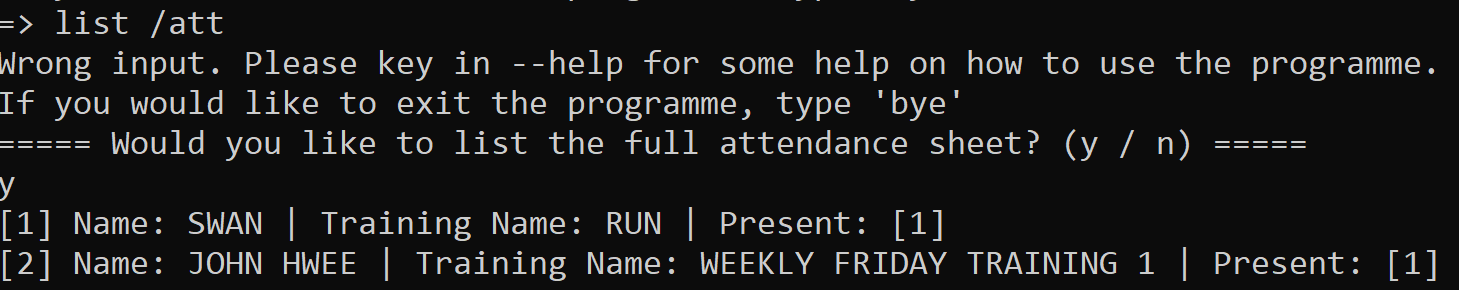 => list /att
Wrong input. Please key in --help for some help on how to use the programme.
If you would like to exit the programme, type 'bye'
===== Would you like to list the full attendance sheet? (y / n) =====
y
[1] Name: SWAN | Training Name: RUN | Present: [1]
[2] Name: JOHN HWEE | Training Name: WEEKLY FRIDAY TRAINING 1 | Present: [1]